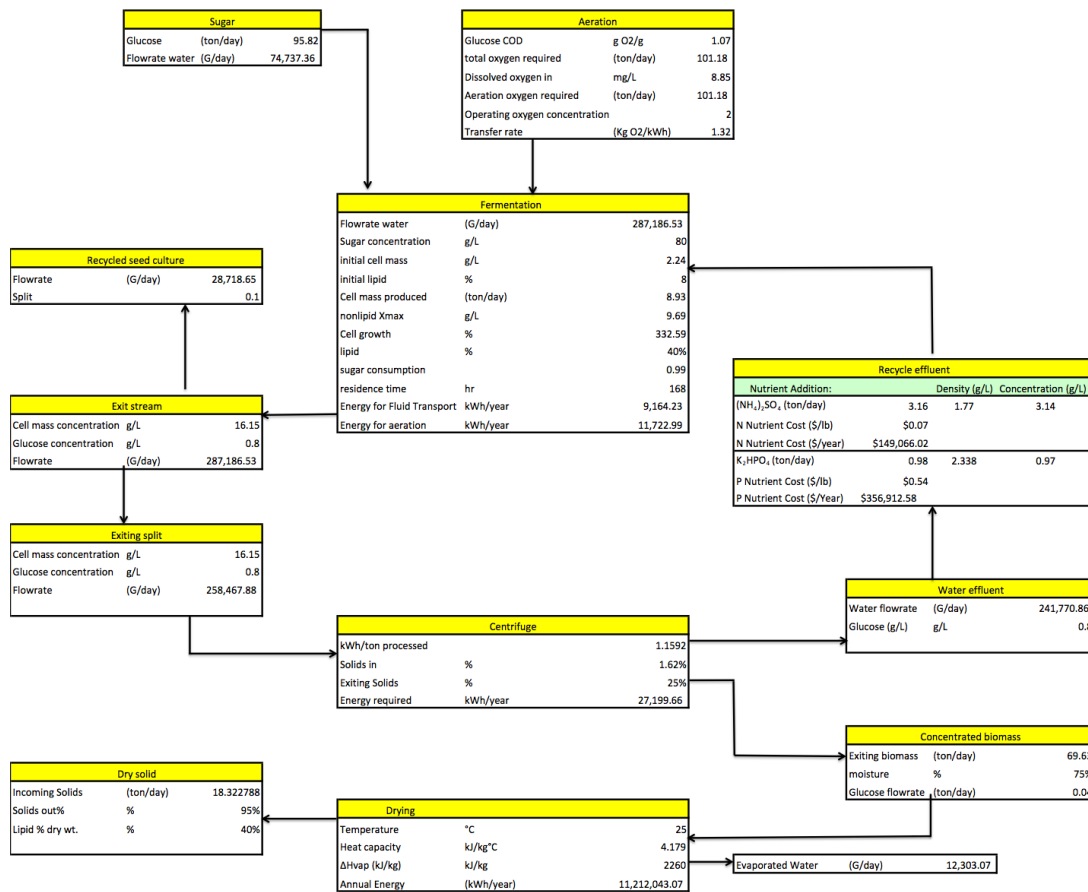 Sugar
Glucose (ton/day) 95.82
Flowrate water (G/day) 74,737.36
Aeration
Glucose COD g O2/g 1.07
total oxygen required (ton/day) 101.18
Dissolved oxygen in mg/L 8.85
Aeration oxygen required (ton/day) 101.18
Operating oxygen concentration 2
Transfer rate (Kg O2/kWh) 1.32
Fermentation
Flowrate water (G/day) 287,186.53
Sugar concentration g/L 80
initial cell mass g/L 2.24
initial lipid % 8
Cell mass produced (ton/day) 8.93
nonlipid Xmax g/L 9.69
Cell growth % 332.59
lipid % 40%
sugar consumption 0.99
residence time hr 168
Energy for Fluid Transport kWh/year 9,164.23
Energy for aeration kWh/year 11,722.99
Recycled seed culture
Flowrate (G/day) 28,718.65
Split 0.1
Exit stream
Cell mass concentration g/L 16.15
Glucose concentration g/L 0.8
Flowrate (G/day) 287,186.53
Exiting split
Cell mass concentration g/L 16.15
Glucose concentration g/L 0.8
Flowrate (G/day) 258,467.88
Recycle effluent
Nutrient Addition: Density (g/L) Concentration (g/L)
(NH₄)₂SO₄ (ton/day) 3.16 1.77 3.14
N Nutrient Cost ($/lb) $0.07
N Nutrient Cost ($/year) $149,066.02
K₂HPO₄ (ton/day) 0.98 2.338 0.97
P Nutrient Cost ($/lb) $0.54
P Nutrient Cost ($/Year) $356,912.58
Water effluent
Water flowrate (G/day) 241,770.86
Glucose (g/L) g/L 0.8
Centrifuge
kWh/ton processed 1.1592
Solids in % 1.62%
Exiting Solids % 25%
Energy required kWh/year 27,199.66
Concentrated biomass
Exiting biomass (ton/day) 69.63
moisture % 75%
Glucose flowrate (ton/day) 0.04
Drying
Temperature °C 25
Heat capacity kJ/kg°C 4.179
ΔHvap (kJ/kg) kJ/kg 2260
Annual Energy (kWh/year) 11,212,043.07
Evaporated Water (G/day) 12,303.07
Dry solid
Incoming Solids (ton/day) 18.322788
Solids out% % 95%
Lipid % dry wt. % 40%